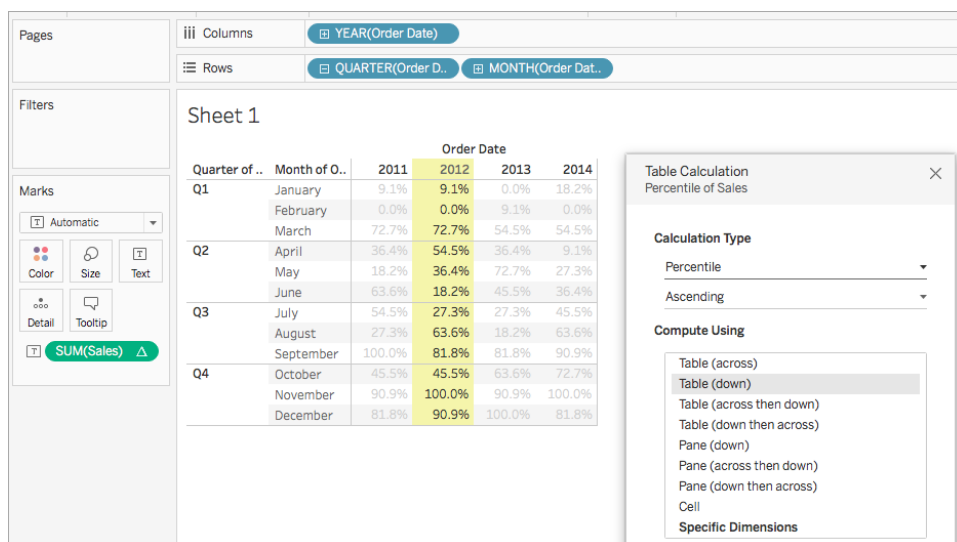 Pages
Columns
YEAR(Order Date)
Rows
QUARTER(Order D..
MONTH(Order Dat..
Filters
Sheet 1
Order Date
Quarter of .. Month of O.. 2011 2012 2013 2014
Q1 January 9.1% 9.1% 0.0% 18.2%
February 0.0% 0.0% 9.1% 0.0%
March 72.7% 72.7% 54.5% 54.5%
Q2 April 36.4% 54.5% 36.4% 9.1%
May 18.2% 36.4% 72.7% 27.3%
June 63.6% 18.2% 45.5% 36.4%
Q3 July 54.5% 27.3% 27.3% 45.5%
August 27.3% 63.6% 18.2% 63.6%
September 100.0% 81.8% 81.8% 90.9%
Q4 October 45.5% 45.5% 63.6% 72.7%
November 90.9% 100.0% 90.9% 100.0%
December 81.8% 90.9% 100.0% 81.8%
Marks
T Automatic
T
Color Size Text
Detail Tooltip
T SUM(Sales) Δ
Table Calculation
Percentile of Sales
Calculation Type
Percentile
Ascending
Compute Using
Table (across)
Table (down)
Table (across then down)
Table (down then across)
Pane (down)
Pane (across then down)
Pane (down then across)
Cell
Specific Dimensions